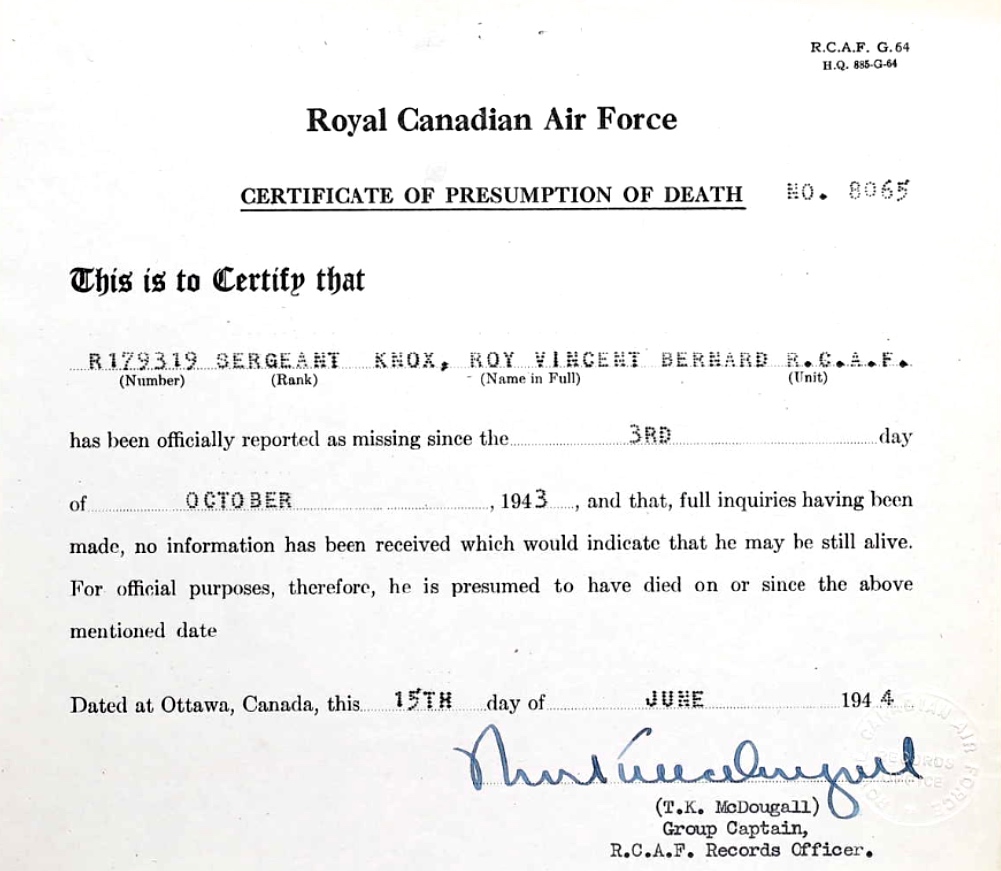 R.C.A.F. G.64
H.Q. 885-G-64
Royal Canadian Air Force
CERTIFICATE OF PRESUMPTION OF DEATH NO. 8065
This is to Certify that
R179319 SERGEANT KNOX, ROY VINCENT BERNARD R.C.A.F.
(Number) (Rank) (Name in Full) (Unit)
has been officially reported as missing since the 3RD day
of OCTOBER, 1943, and that, full inquiries having been
made, no information has been received which would indicate that he may be still alive.
For official purposes, therefore, he is presumed to have died on or since the above
mentioned date
Dated at Ottawa, Canada, this 15TH day of JUNE 1944
(T.K. McDougall)
Group Captain,
R.C.A.F. Records Officer.